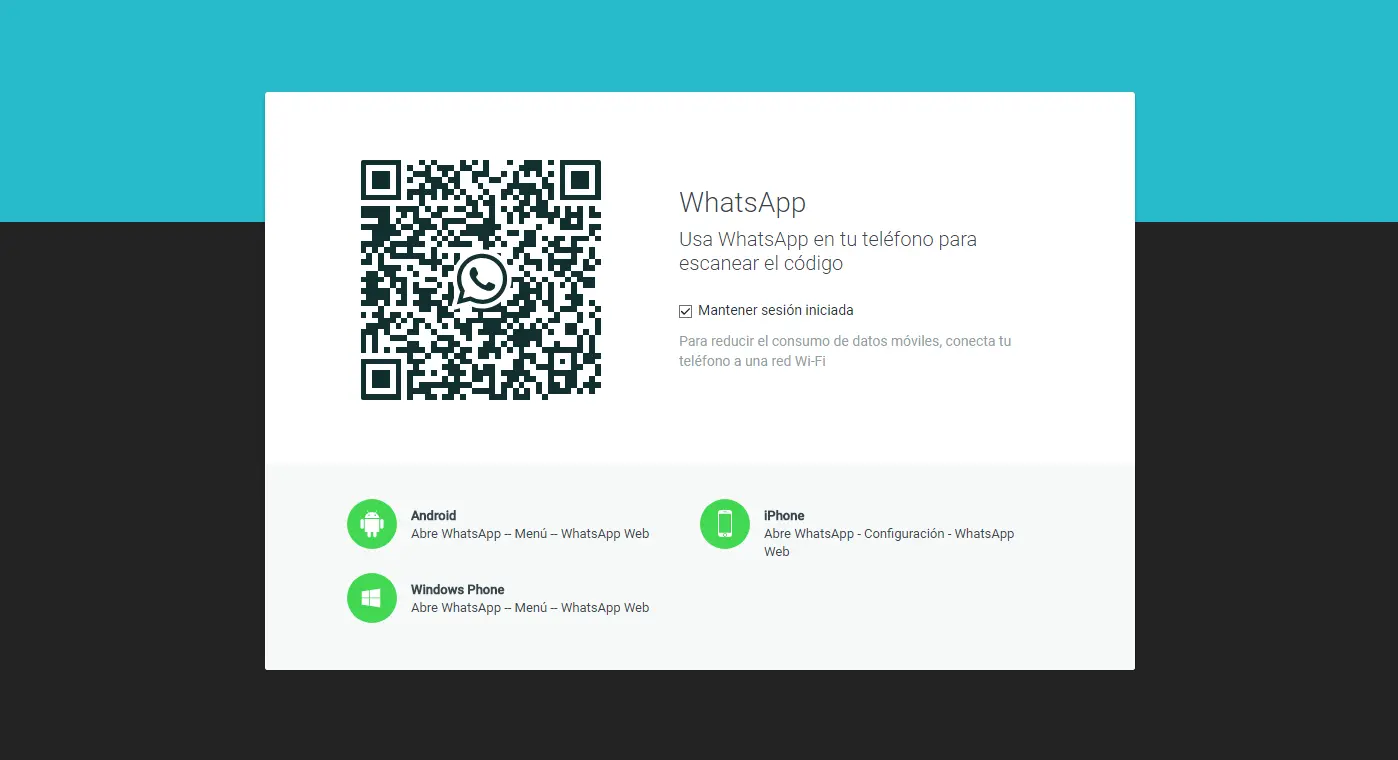 WhatsApp
Usa WhatsApp en tu teléfono para
escanear el código
Mantener sesión iniciada
Para reducir el consumo de datos móviles, conecta tu
teléfono a una red Wi-Fi
Android
Abre WhatsApp -- Menú -- WhatsApp Web
iPhone
Abre WhatsApp - Configuración - WhatsApp
Web
Windows Phone
Abre WhatsApp -- Menú -- WhatsApp Web